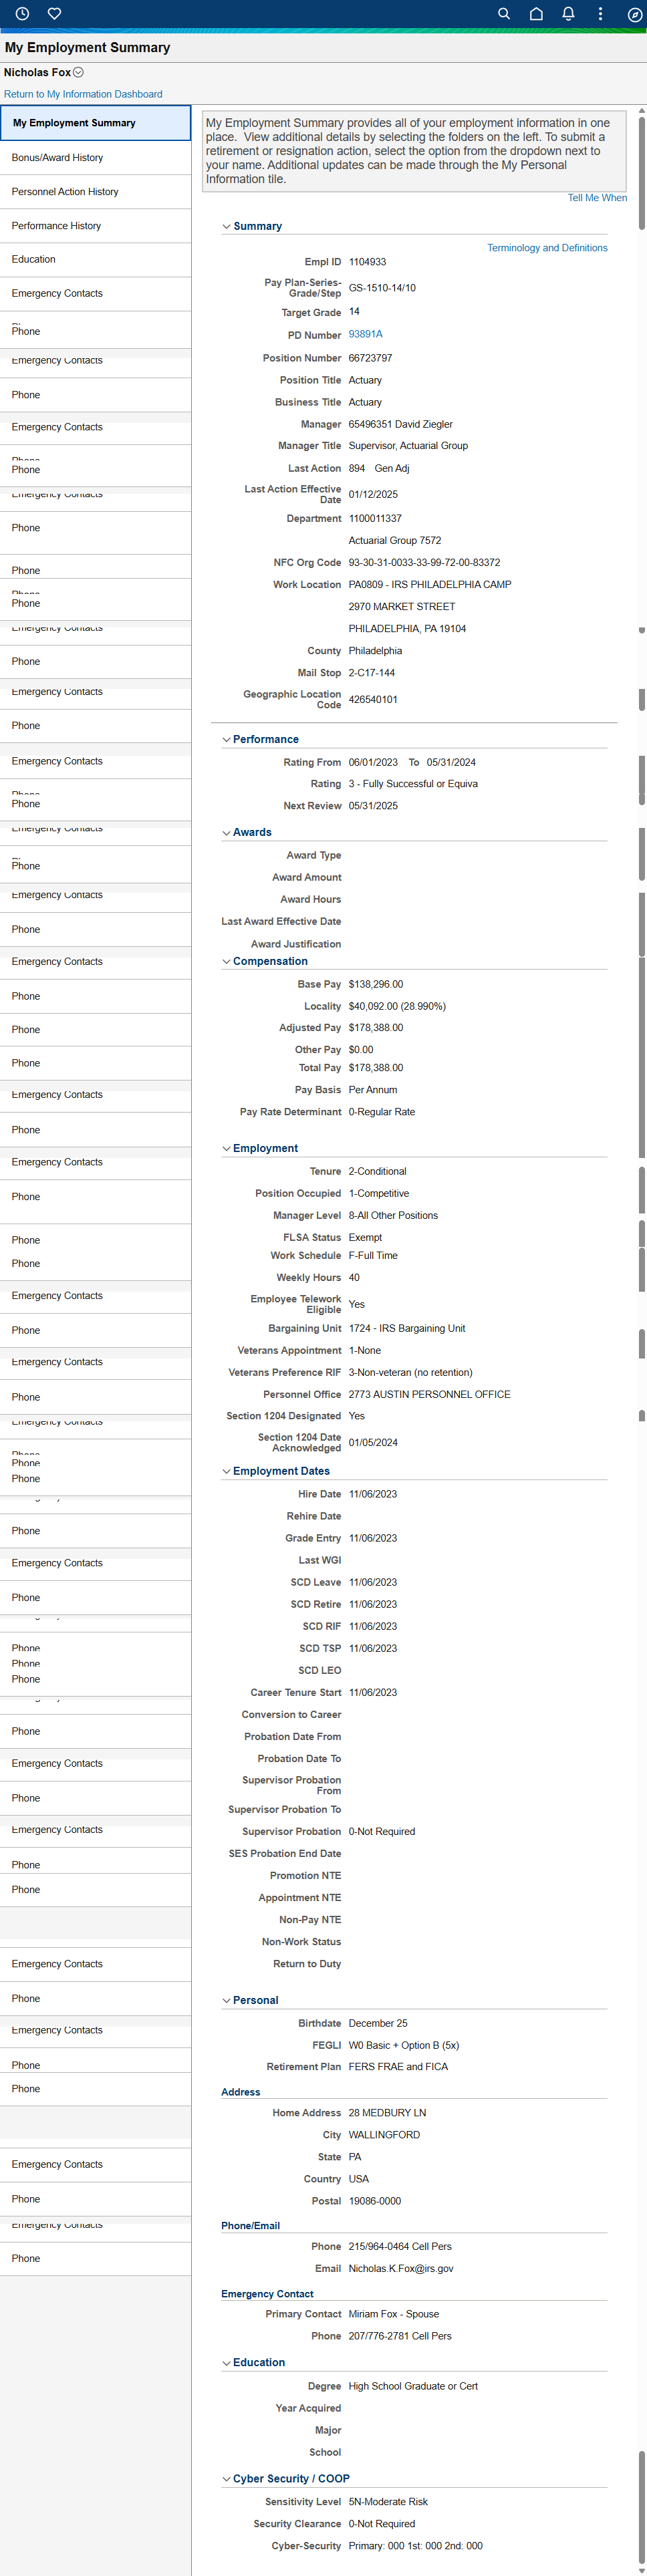 My Employment Summary
Nicholas Fox
Return to My Information Dashboard
My Employment Summary
Bonus/Award History
Personnel Action History
Performance History
Education
Emergency Contacts
Phone
Emergency Contacts
Phone
Emergency Contacts
Phone
Phone
Emergency Contacts
Phone
Phone
Phone
Phone
Emergency Contacts
Phone
Emergency Contacts
Phone
Emergency Contacts
Phone
Phone
Emergency Contacts
Phone
Emergency Contacts
Phone
Emergency Contacts
Phone
Phone
Phone
Emergency Contacts
Phone
Emergency Contacts
Phone
Phone
Phone
Emergency Contacts
Phone
Emergency Contacts
Phone
Emergency Contacts
Phone
Phone
Phone
Phone
Emergency Contacts
Phone
Phone
Phone
Phone
Phone
Emergency Contacts
Phone
Emergency Contacts
Phone
Phone
Emergency Contacts
Phone
Emergency Contacts
Phone
Phone
Emergency Contacts
Phone
Emergency Contacts
Phone
My Employment Summary provides all of your employment information in one
place. View additional details by selecting the folders on the left. To submit a
retirement or resignation action, select the option from the dropdown next to
your name. Additional updates can be made through the My Personal
Information tile.
Tell Me When
Summary
Terminology and Definitions
Empl ID 1104933
Pay Plan-Series-
Grade/Step GS-1510-14/10
Target Grade 14
PD Number 93891A
Position Number 66723797
Position Title Actuary
Business Title Actuary
Manager 65496351 David Ziegler
Manager Title Supervisor, Actuarial Group
Last Action 894 Gen Adj
Last Action Effective
Date 01/12/2025
Department 1100011337
Actuarial Group 7572
NFC Org Code 93-30-31-0033-33-99-72-00-83372
Work Location PA0809 - IRS PHILADELPHIA CAMP
2970 MARKET STREET
PHILADELPHIA, PA 19104
County Philadelphia
Mail Stop 2-C17-144
Geographic Location
Code 426540101
Performance
Rating From 06/01/2023 To 05/31/2024
Rating 3 - Fully Successful or Equiva
Next Review 05/31/2025
Awards
Award Type
Award Amount
Award Hours
Last Award Effective Date
Award Justification
Compensation
Base Pay $138,296.00
Locality $40,092.00 (28.990%)
Adjusted Pay $178,388.00
Other Pay $0.00
Total Pay $178,388.00
Pay Basis Per Annum
Pay Rate Determinant 0-Regular Rate
Employment
Tenure 2-Conditional
Position Occupied 1-Competitive
Manager Level 8-All Other Positions
FLSA Status Exempt
Work Schedule F-Full Time
Weekly Hours 40
Employee Telework
Eligible Yes
Bargaining Unit 1724 - IRS Bargaining Unit
Veterans Appointment 1-None
Veterans Preference RIF 3-Non-veteran (no retention)
Personnel Office 2773 AUSTIN PERSONNEL OFFICE
Section 1204 Designated Yes
Section 1204 Date
Acknowledged 01/05/2024
Employment Dates
Hire Date 11/06/2023
Rehire Date
Grade Entry 11/06/2023
Last WGI
SCD Leave 11/06/2023
SCD Retire 11/06/2023
SCD RIF 11/06/2023
SCD TSP 11/06/2023
SCD LEO
Career Tenure Start 11/06/2023
Conversion to Career
Probation Date From
Probation Date To
Supervisor Probation
From
Supervisor Probation To
Supervisor Probation 0-Not Required
SES Probation End Date
Promotion NTE
Appointment NTE
Non-Pay NTE
Non-Work Status
Return to Duty
Personal
Birthdate December 25
FEGLI W0 Basic + Option B (5x)
Retirement Plan FERS FRAE and FICA
Address
Home Address 28 MEDBURY LN
City WALLINGFORD
State PA
Country USA
Postal 19086-0000
Phone/Email
Phone 215/964-0464 Cell Pers
Email Nicholas.K.Fox@irs.gov
Emergency Contact
Primary Contact Miriam Fox - Spouse
Phone 207/776-2781 Cell Pers
Education
Degree High School Graduate or Cert
Year Acquired
Major
School
Cyber Security / COOP
Sensitivity Level 5N-Moderate Risk
Security Clearance 0-Not Required
Cyber-Security Primary: 000 1st: 000 2nd: 000